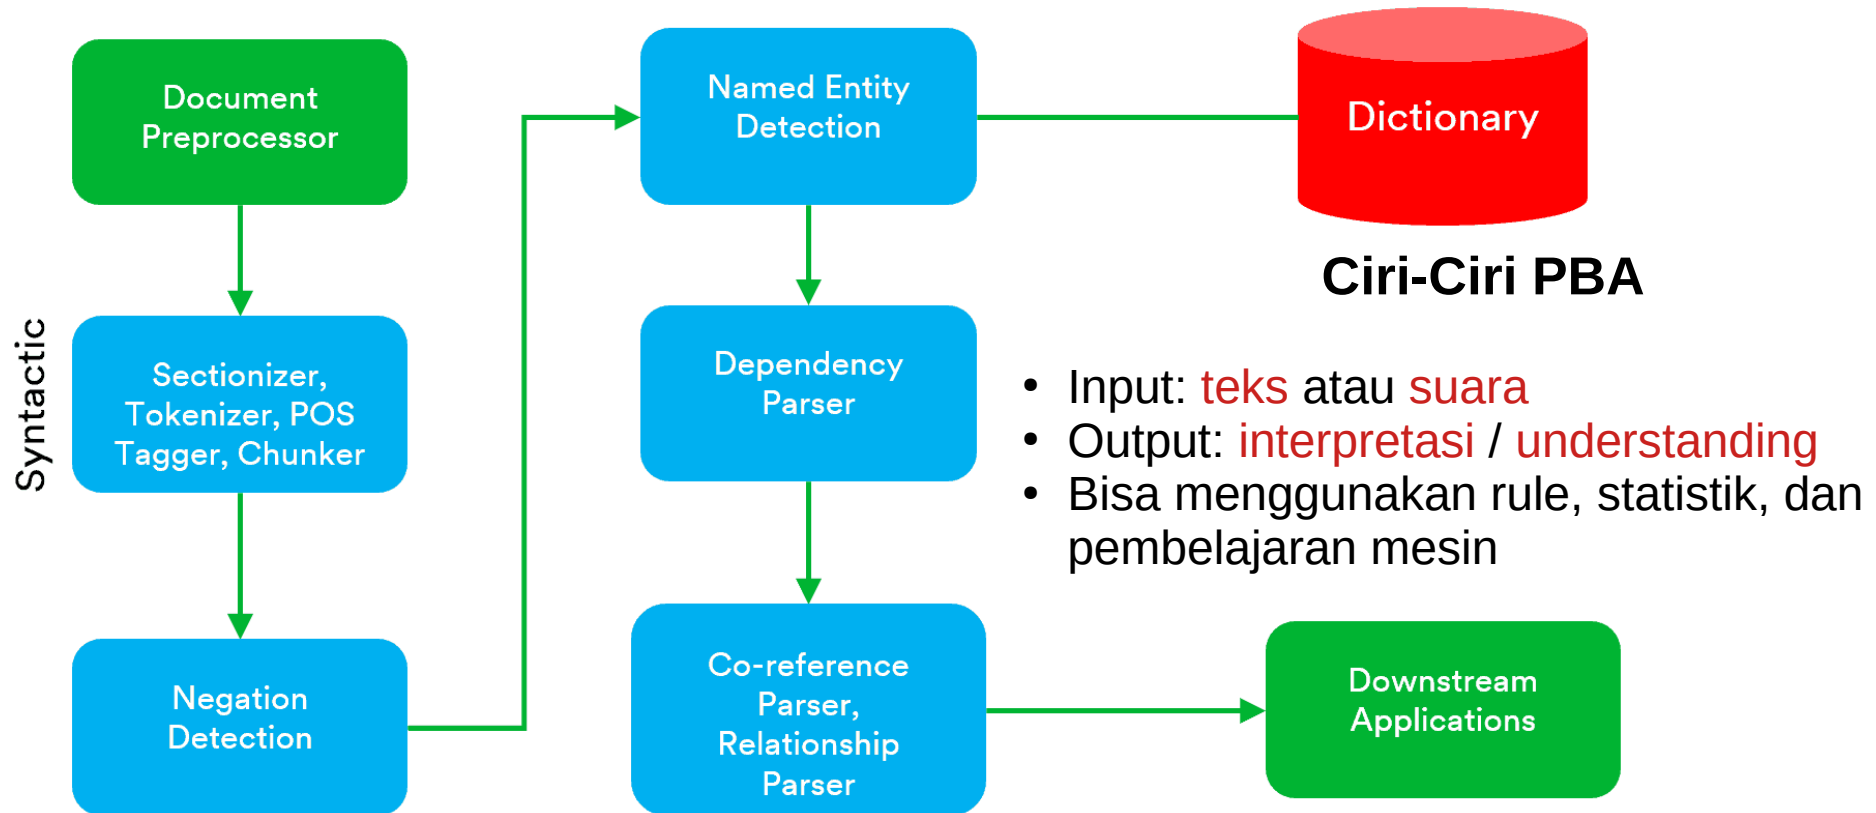 Document
Preprocessor
Syntactic
Sectionizer,
Tokenizer, POS
Tagger, Chunker
Negation
Detection
Named Entity
Detection
Dictionary
Dependency
Parser
Co-reference
Parser,
Relationship
Parser
Downstream
Applications
Ciri-Ciri PBA
• Input: teks atau suara
• Output: interpretasi / understanding
• Bisa menggunakan rule, statistik, dan
pembelajaran mesin